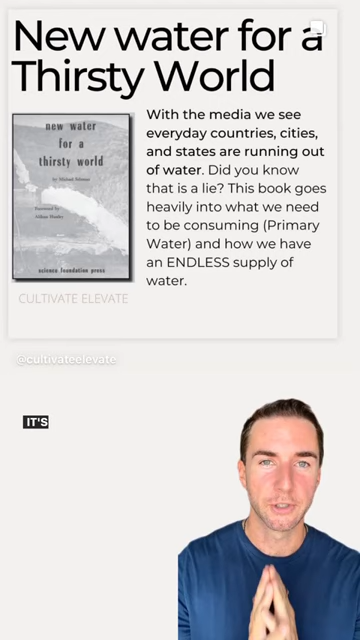 New water for a
Thirsty World
new water
for a
thirsty world
science foundation press
CULTIVATE ELEVATE
With the media we see
everyday countries, cities,
and states are running out
of water. Did you know
that is a lie? This book goes
heavily into what we need
to be consuming (Primary
Water) and how we have
an ENDLESS supply of
water.
@cultivateelevate
IT'S